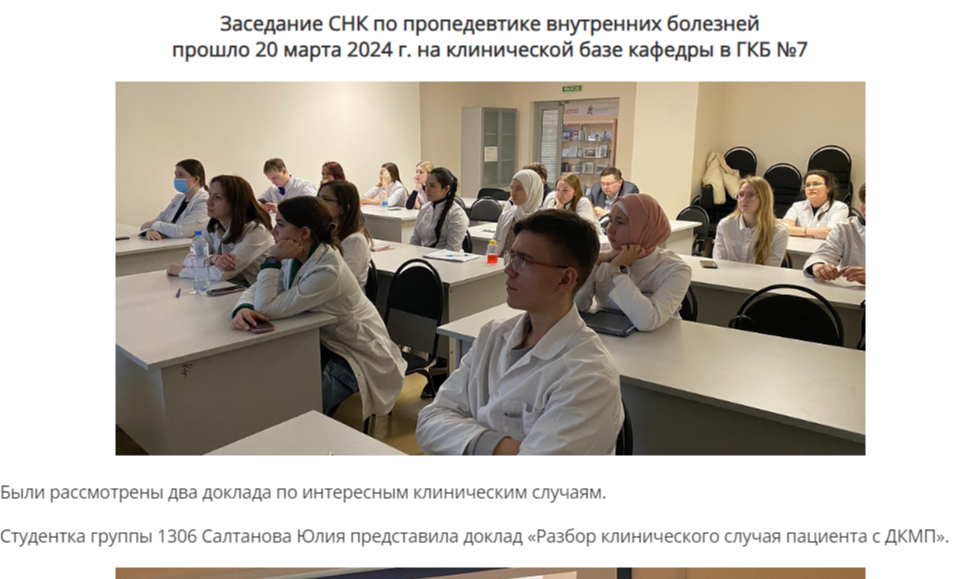 Заседание СНК по пропедевтике внутренних болезней
прошло 20 марта 2024 г. на клинической базе кафедры в ГКБ №7
Были рассмотрены два доклада по интересным клиническим случаям.
Студентка группы 1306 Салтанова Юлия представила доклад «Разбор клинического случая пациента с ДКМП».